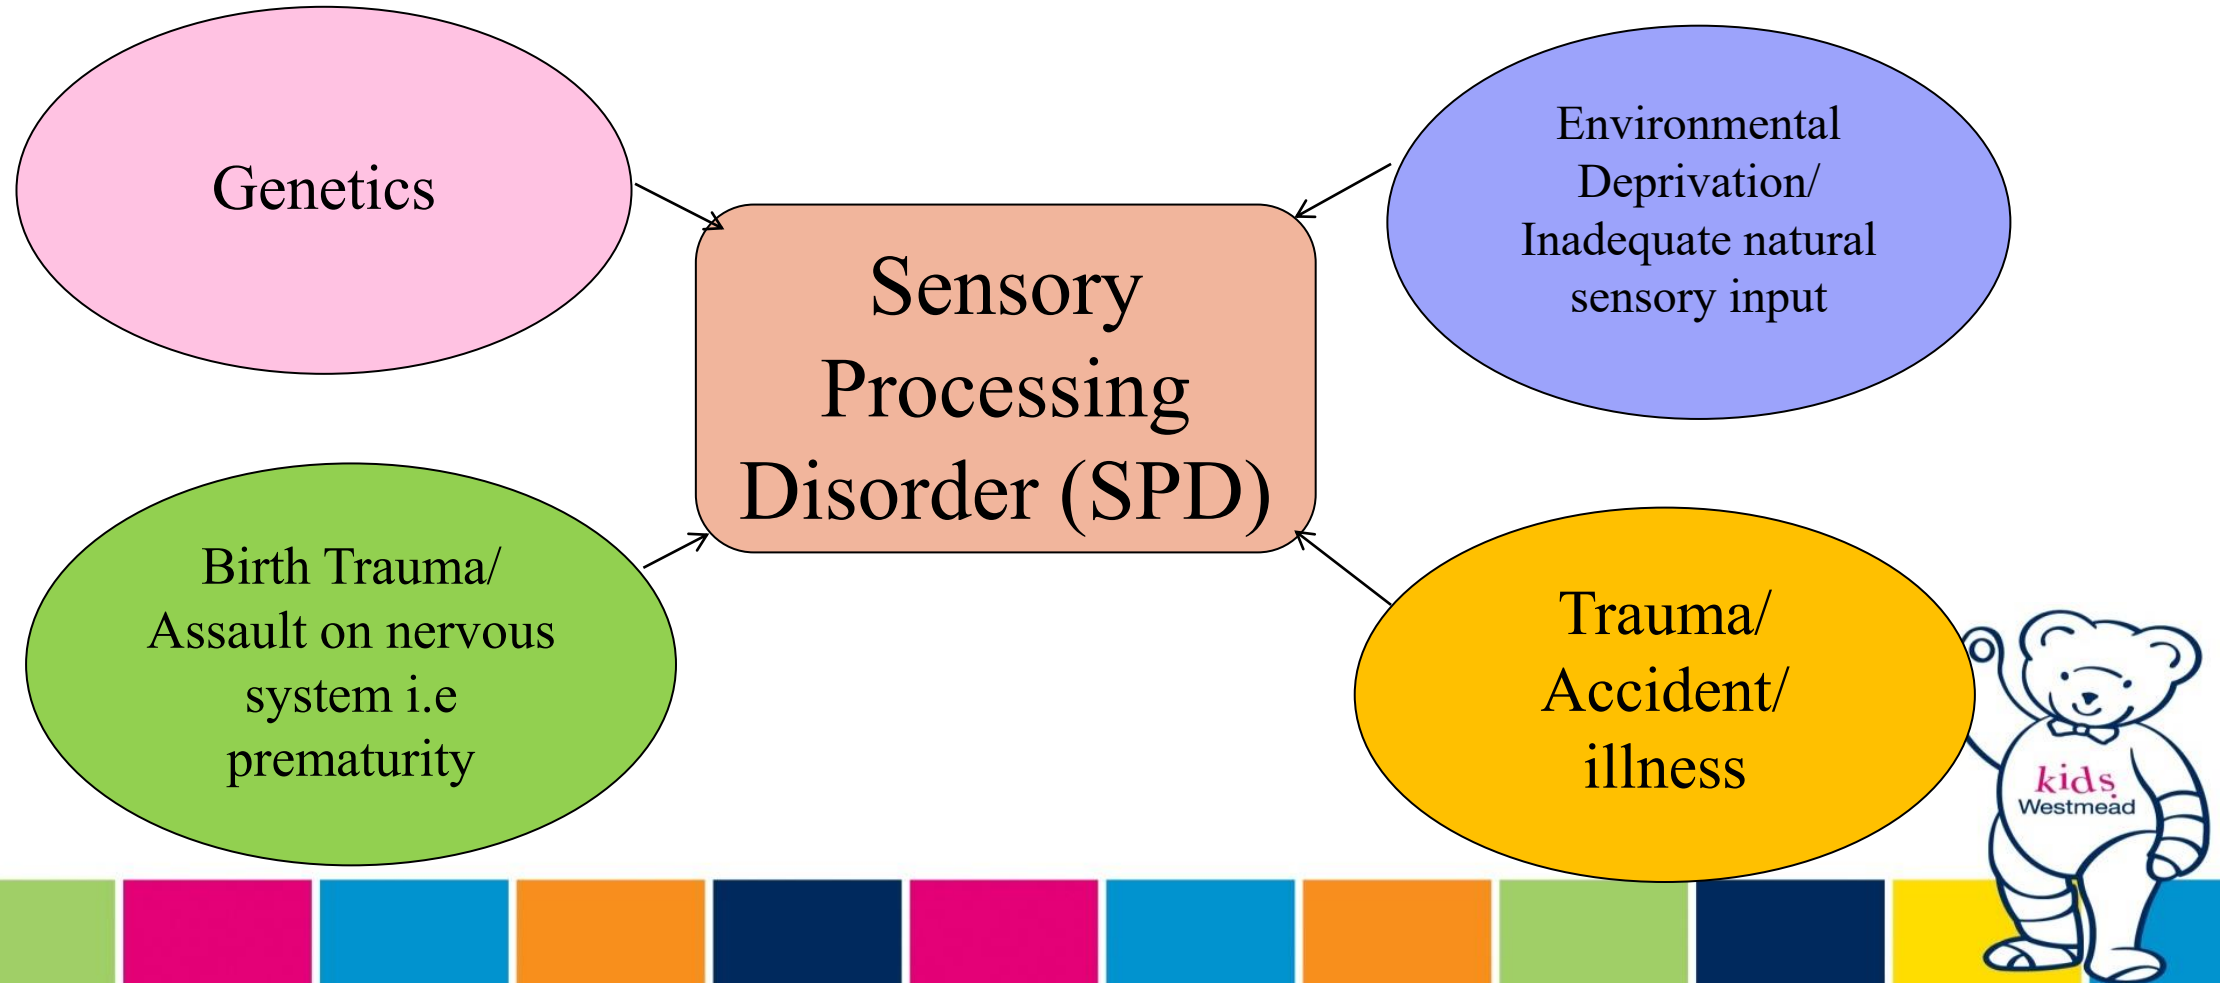 Genetics
Environmental
Deprivation/
Inadequate natural
sensory input
Sensory
Processing
Disorder (SPD)
Birth Trauma/
Assault on nervous
system i.e
prematurity
Trauma/
Accident/
illness
kids
Westmead